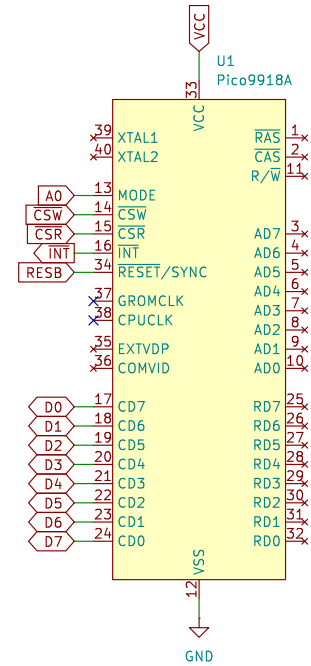 VCC
U1
Pico9918A
33
VCC
39 XTAL1 RAS 1
40 XTAL2 CAS 2
R/W 11
A0 13 MODE
CSW 14 CSW
CSR 15 CSR AD7 3
INT 16 INT AD6 4
RESB 34 RESET/SYNC AD5 5
AD4 6
37 GROMCLK AD3 7
38 CPUCLK AD2 8
35 EXTVDP AD1 9
36 COMVID AD0 10
D0 17 CD7 RD7 25
D1 18 CD6 RD6 26
D2 19 CD5 RD5 27
D3 20 CD4 RD4 28
D4 21 CD3 RD3 29
D5 22 CD2 RD2 30
D6 23 CD1 RD1 31
D7 24 CD0 RD0 32
VSS
12
GND